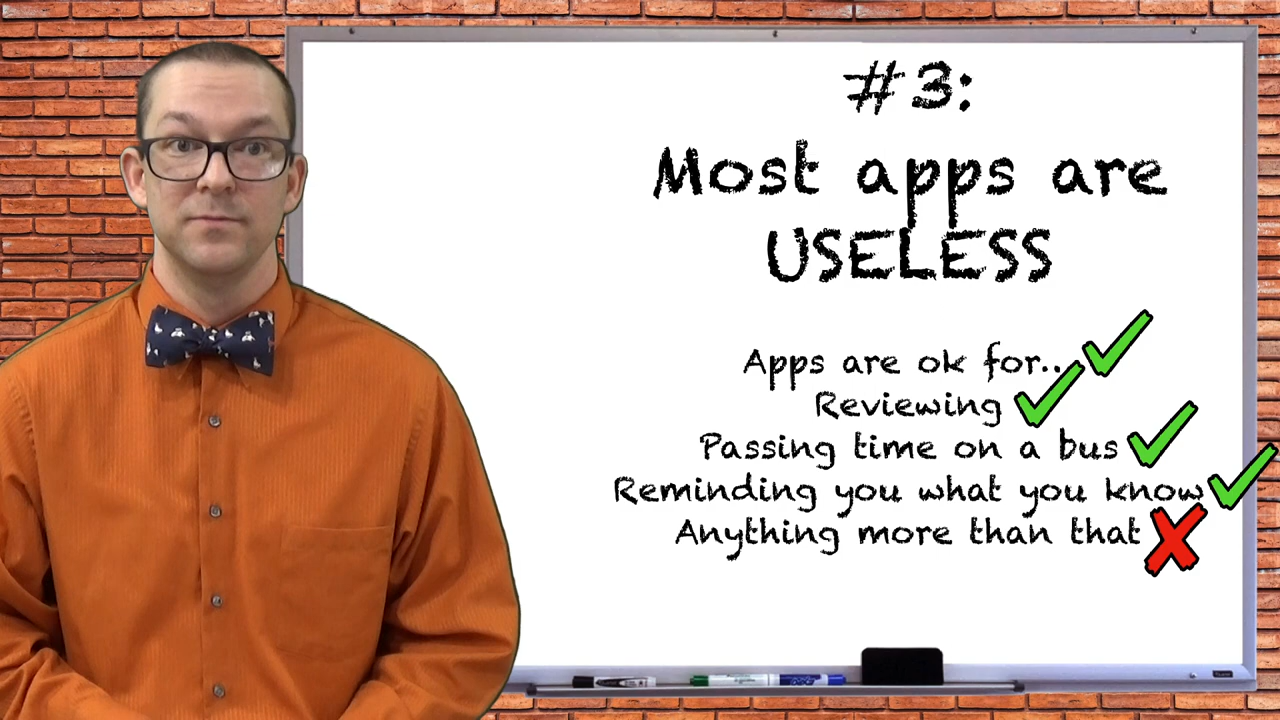 #3:
Most apps are
USELESS
Apps are ok for..
Reviewing
Passing time on a bus
Reminding you what you know
Anything more than that